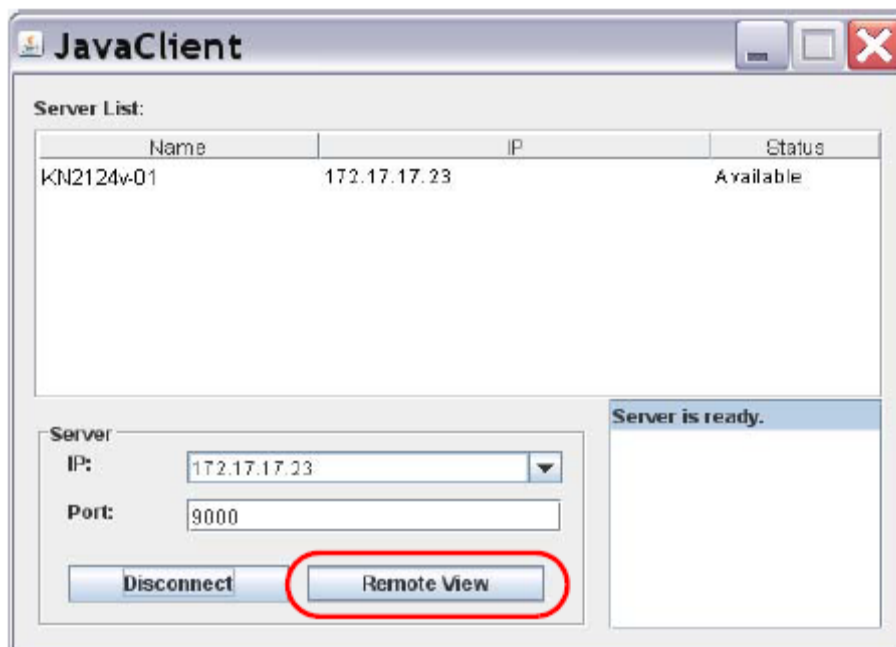 JavaClient
Server List:
Name IP Status
KN2124v-01 172.17.17.23 Available
Server is ready.
Server
IP: 172.17.17.23
Port: 9000
Disconnect Remote View